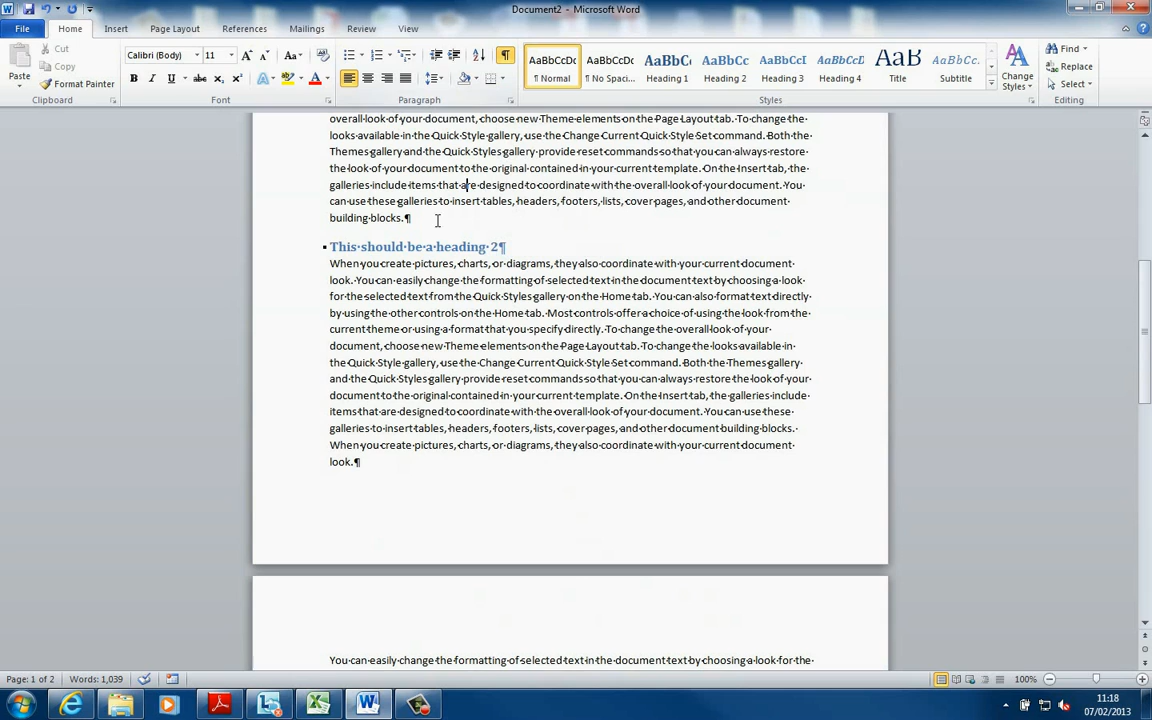 Document2 - Microsoft Word
File Home Insert Page Layout References Mailings Review View
Paste
Cut
Copy
Format Painter
Clipboard
Calibri (Body) 11
Font
Paragraph
AaBbCcDc
¶ Normal
AaBbCcDc
¶ No Spaci...
AaBbC
Heading 1
AaBbCc
Heading 2
AaBbCcD
Heading 3
AaBbCcDc
Heading 4
AaB
Title
AaBbCc.
Subtitle
Change
Styles
Styles
Find
Replace
Select
Editing
overall·look·of·your·document,·choose·new·Theme·elements·on·the·Page·Layout·tab.·To·change·the·
looks·available·in·the·Quick·Style·gallery,·use·the·Change·Current·Quick·Style·Set·command.·Both·the·
Themes·gallery·and·the·Quick·Styles·gallery·provide·reset·commands·so·that·you·can·always·restore·
the·look·of·your·document·to·the·original·contained·in·your·current·template.·On·the·Insert·tab,·the·
galleries·include·items·that·are·designed·to·coordinate·with·the·overall·look·of·your·document.·You·
can·use·these·galleries·to·insert·tables,·headers,·footers,·lists,·cover·pages,·and·other·document·
building·blocks.¶
This·should·be·a·heading·2¶
When·you·create·pictures,·charts,·or·diagrams,·they·also·coordinate·with·your·current·document·
look.·You·can·easily·change·the·formatting·of·selected·text·in·the·document·text·by·choosing·a·look·
for·the·selected·text·from·the·Quick·Styles·gallery·on·the·Home·tab.·You·can·also·format·text·directly·
by·using·the·other·controls·on·the·Home·tab.·Most·controls·offer·a·choice·of·using·the·look·from·the·
current·theme·or·using·a·format·that·you·specify·directly.·To·change·the·overall·look·of·your·
document,·choose·new·Theme·elements·on·the·Page·Layout·tab.·To·change·the·looks·available·in·
the·Quick·Style·gallery,·use·the·Change·Current·Quick·Style·Set·command.·Both·the·Themes·gallery·
and·the·Quick·Styles·gallery·provide·reset·commands·so·that·you·can·always·restore·the·look·of·your·
document·to·the·original·contained·in·your·current·template.·On·the·Insert·tab,·the·galleries·include·
items·that·are·designed·to·coordinate·with·the·overall·look·of·your·document.·You·can·use·these·
galleries·to·insert·tables,·headers,·footers,·lists,·cover·pages,·and·other·document·building·blocks.·
When·you·create·pictures,·charts,·or·diagrams,·they·also·coordinate·with·your·current·document·
look.¶
You·can·easily·change·the·formatting·of·selected·text·in·the·document·text·by·choosing·a·look·for·the·
Page: 1 of 2 Words: 1,039 100%
11:18
07/02/2013